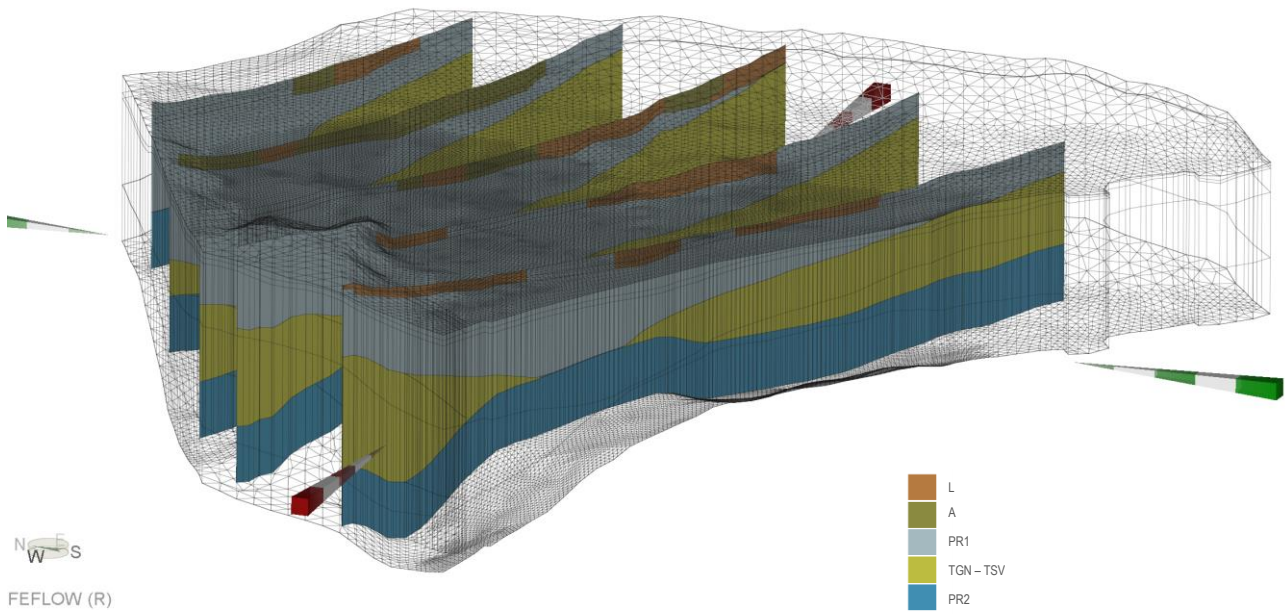 L
A
PR1
TGN – TSV
PR2
N E
W S
FEFLOW (R)